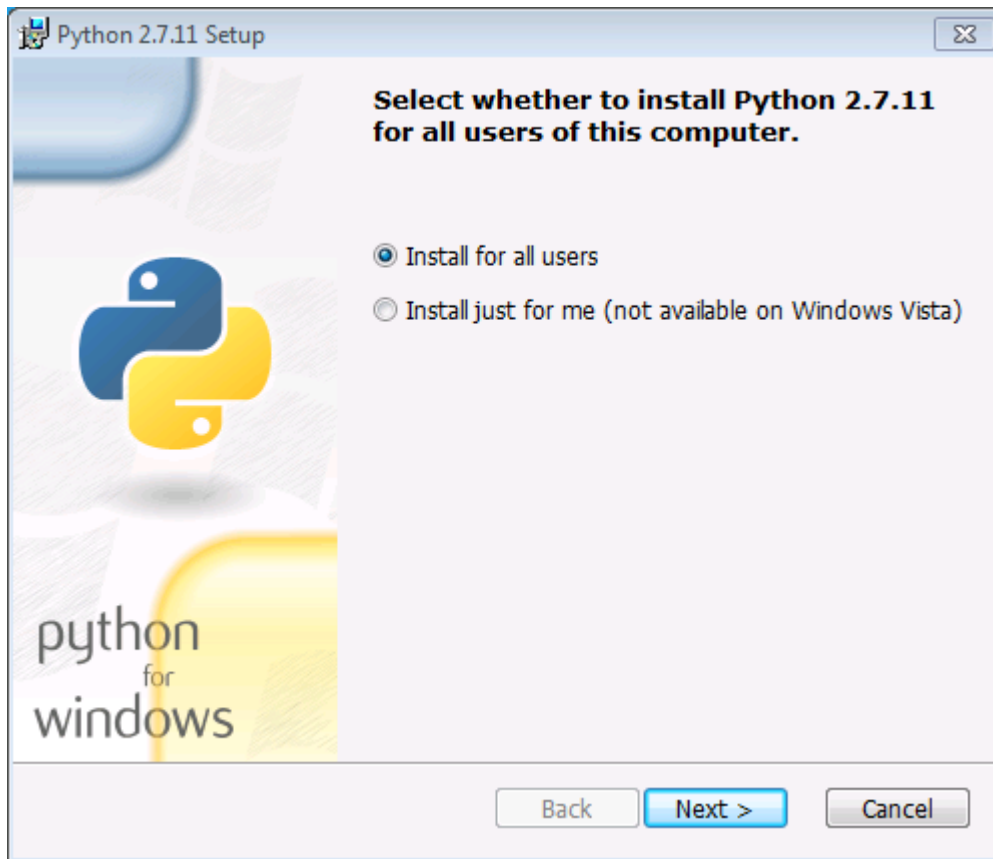 Python 2.7.11 Setup
Select whether to install Python 2.7.11
for all users of this computer.
Install for all users
Install just for me (not available on Windows Vista)
python
for
windows
Back
Next >
Cancel